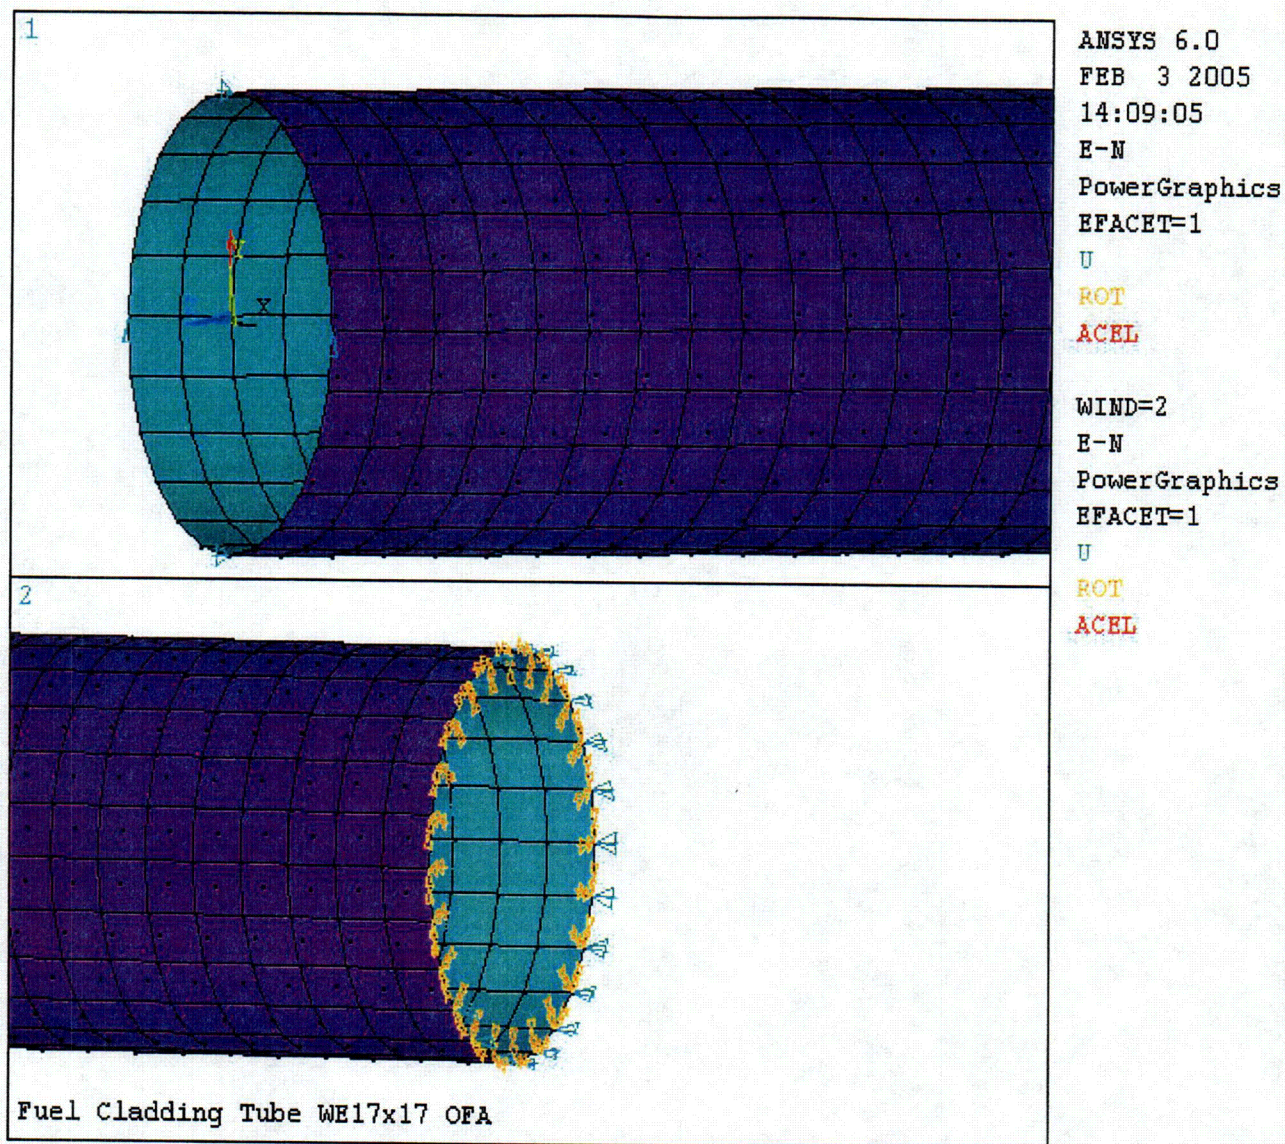 1
ANSYS 6.0
FEB 3 2005
14:09:05
E-N
PowerGraphics
EFACET=1
U
ROT
ACEL
X
WIND=2
E-N
PowerGraphics
EFACET=1
U
ROT
ACEL
2
Fuel Cladding Tube WE17x17 OFA